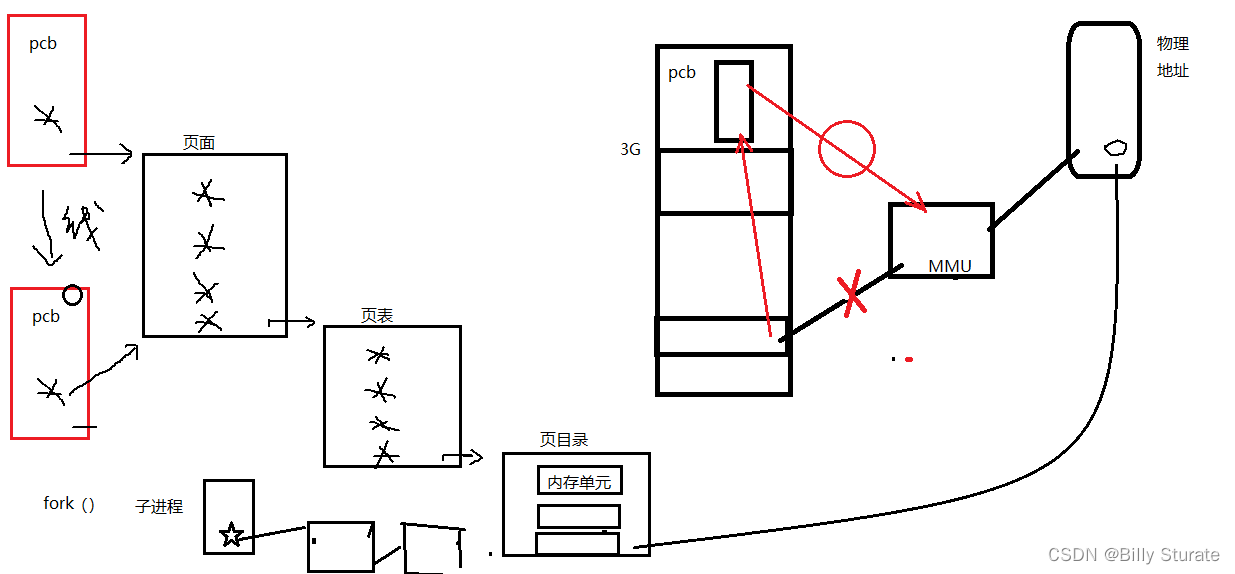 pcb
页面
线
pcb
页表
页目录
内存单元
fork（）
子进程
pcb
3G
MMU
物理
地址
CSDN @Billy Sturate